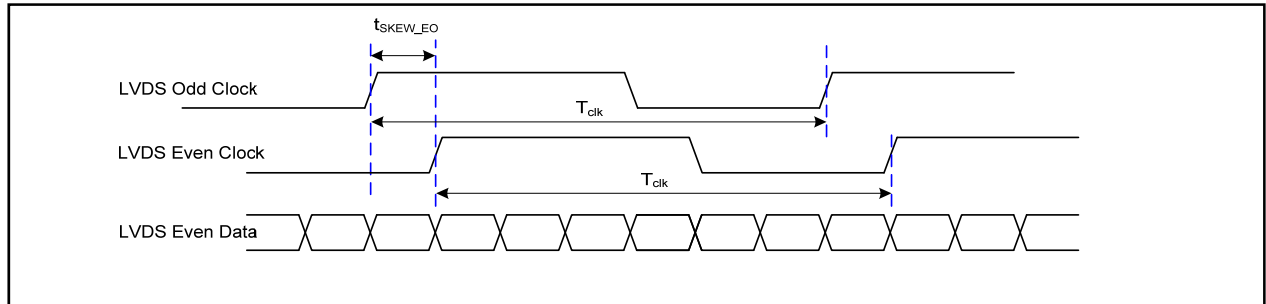 tSKEW_EO
LVDS Odd Clock
Tclk
LVDS Even Clock
Tclk
LVDS Even Data